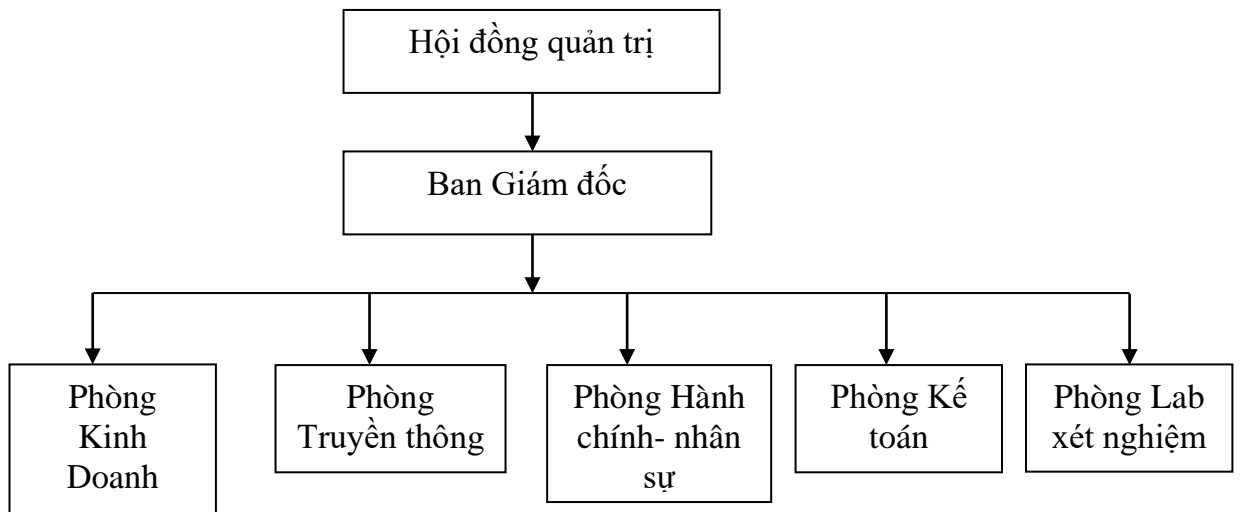 Hội đồng quản trị
Ban Giám đốc
Phòng
Kinh
Doanh
Phòng
Truyền thông
Phòng Hành
chính- nhân
sự
Phòng Kế
toán
Phòng Lab
xét nghiệm